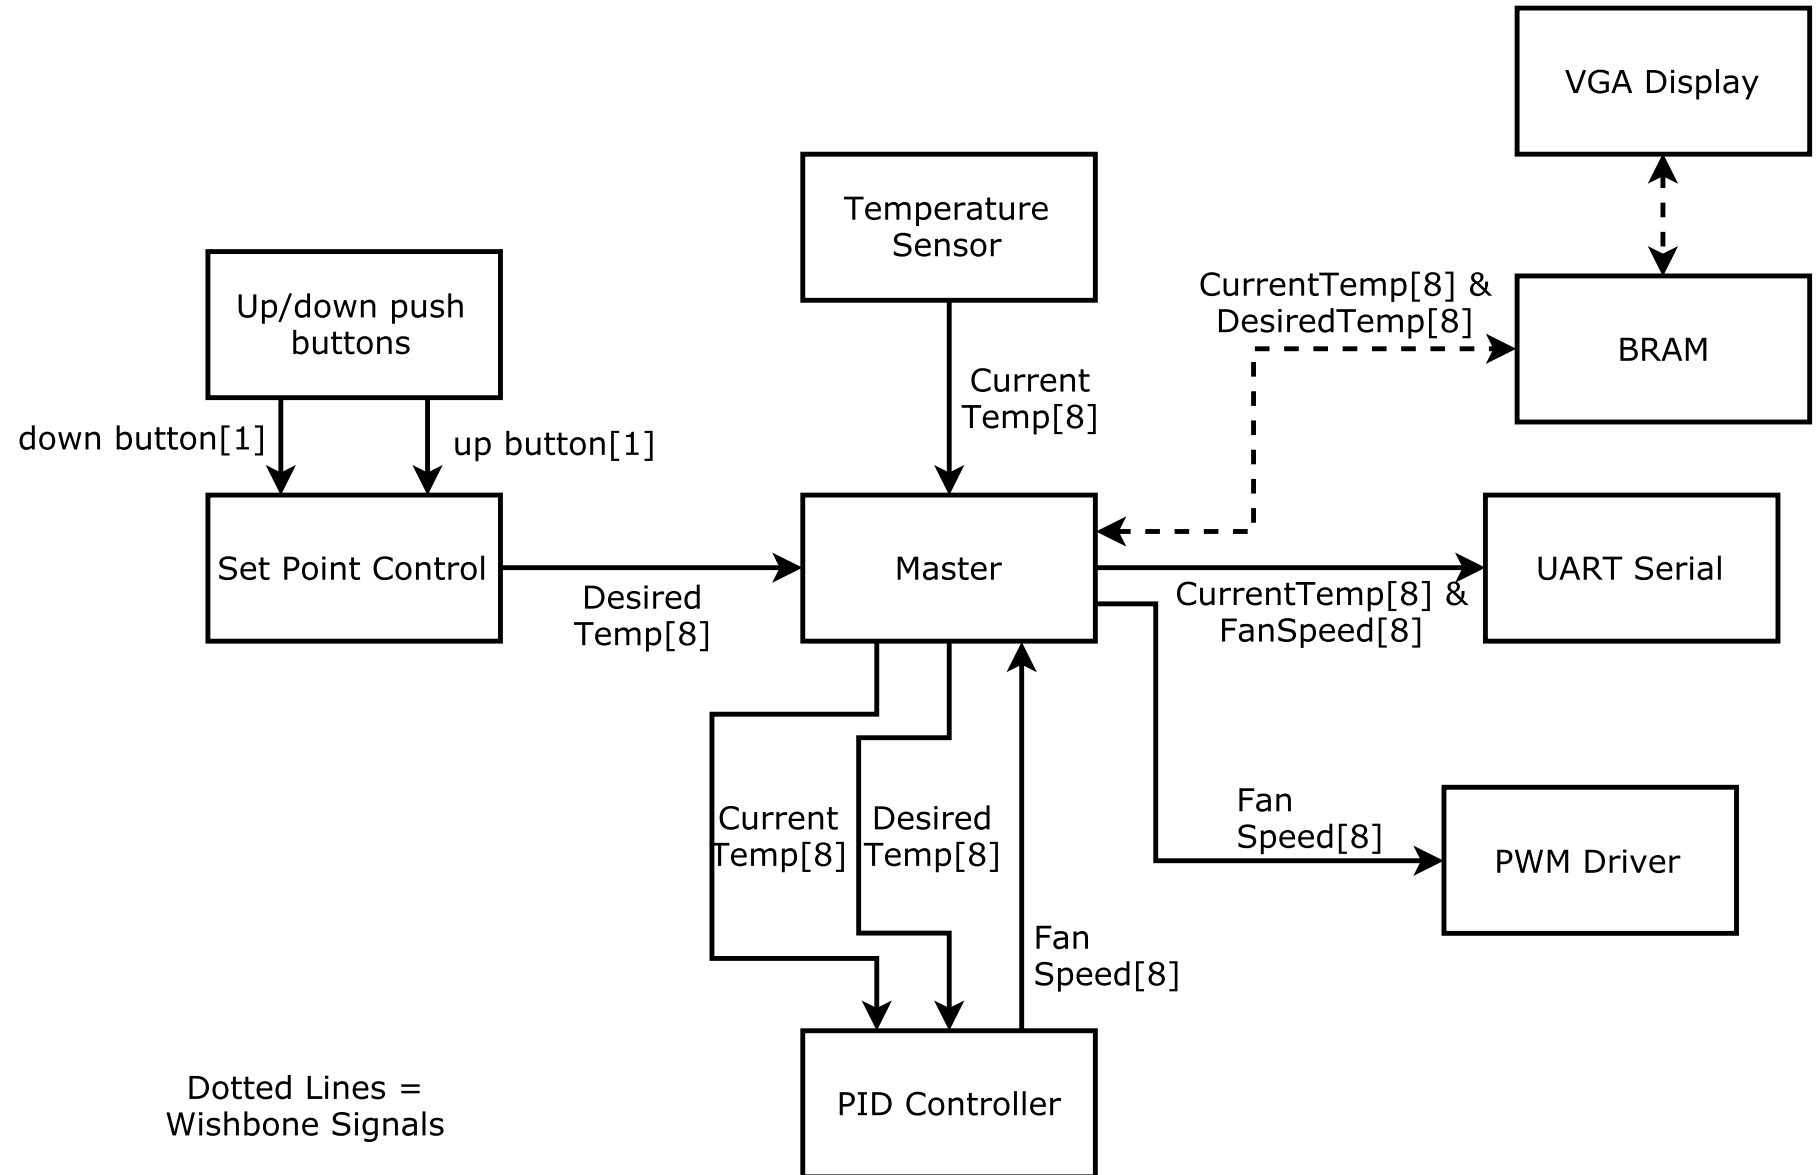 VGA Display
Temperature
Sensor
Up/down push
buttons
CurrentTemp[8] &
DesiredTemp[8]
BRAM
Current
Temp[8]
down button[1]
up button[1]
Set Point Control
Desired
Temp[8]
Master
CurrentTemp[8] &
FanSpeed[8]
UART Serial
Current
Temp[8]
Desired
Temp[8]
Fan
Speed[8]
PWM Driver
Fan
Speed[8]
PID Controller
Dotted Lines =
Wishbone Signals